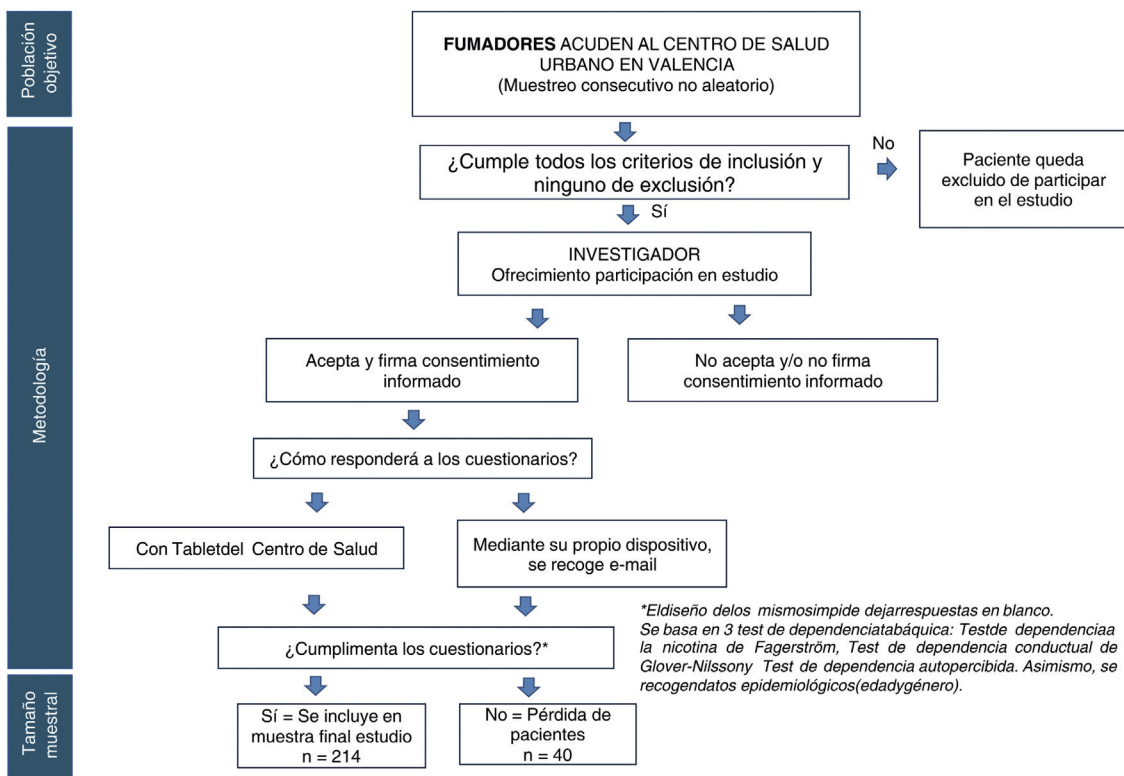 Población
objetivo
FUMADORES ACUDEN AL CENTRO DE SALUD
URBANO EN VALENCIA
(Muestreo consecutivo no aleatorio)
Metodología
¿Cumple todos los criterios de inclusión y
ninguno de exclusión?
No
Paciente queda
excluido de participar
en el estudio
Sí
INVESTIGADOR
Ofrecimiento participación en estudio
Acepta y firma consentimiento
informado
No acepta y/o no firma
consentimiento informado
¿Cómo responderá a los cuestionarios?
Con Tabletdel Centro de Salud
Mediante su propio dispositivo,
se recoge e-mail
¿Cumplimenta los cuestionarios?*
*Eldiseño delos mismosimpide dejarrespuestas en blanco.
Se basa en 3 test de dependenciatabáquica: Testde dependenciaa
la nicotina de Fagerström, Test de dependencia conductual de
Glover-Nilssony Test de dependencia autopercibida. Asimismo, se
recogendatos epidemiológicos(edadygénero).
Tamaño
muestral
Sí = Se incluye en
muestra final estudio
n = 214
No = Pérdida de
pacientes
n = 40